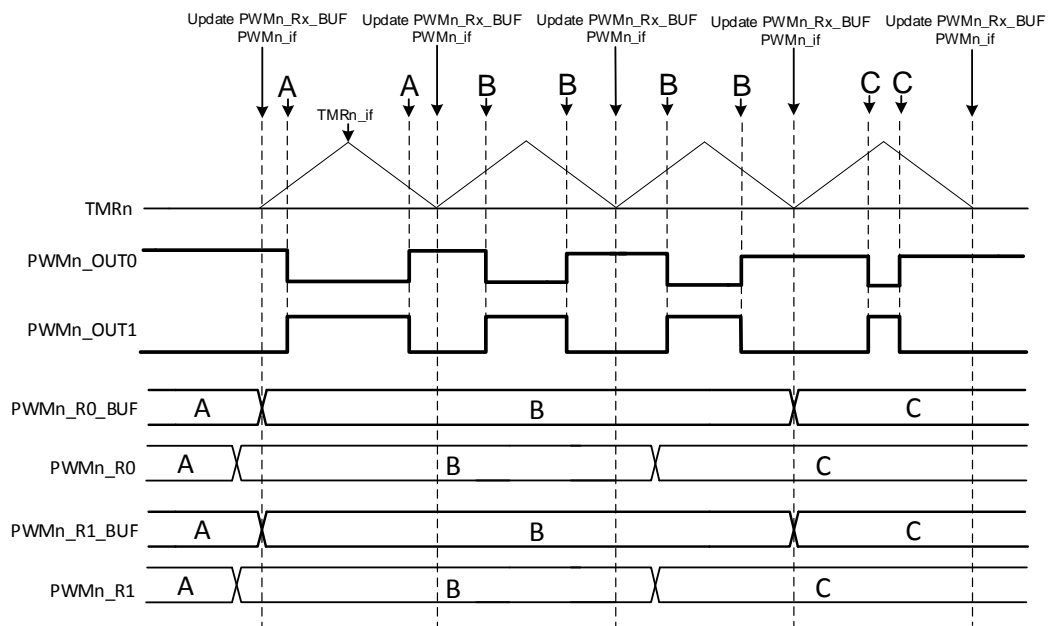 Update PWMn_Rx_BUF Update PWMn_Rx_BUF Update PWMn_Rx_BUF Update PWMn_Rx_BUF Update PWMn_Rx_BUF
PWMn_if PWMn_if PWMn_if PWMn_if PWMn_if
A A B B B B C C
TMRn_if
TMRn
PWMn_OUT0
PWMn_OUT1
PWMn_R0_BUF A B C
PWMn_R0 A B C
PWMn_R1_BUF A B C
PWMn_R1 A B C